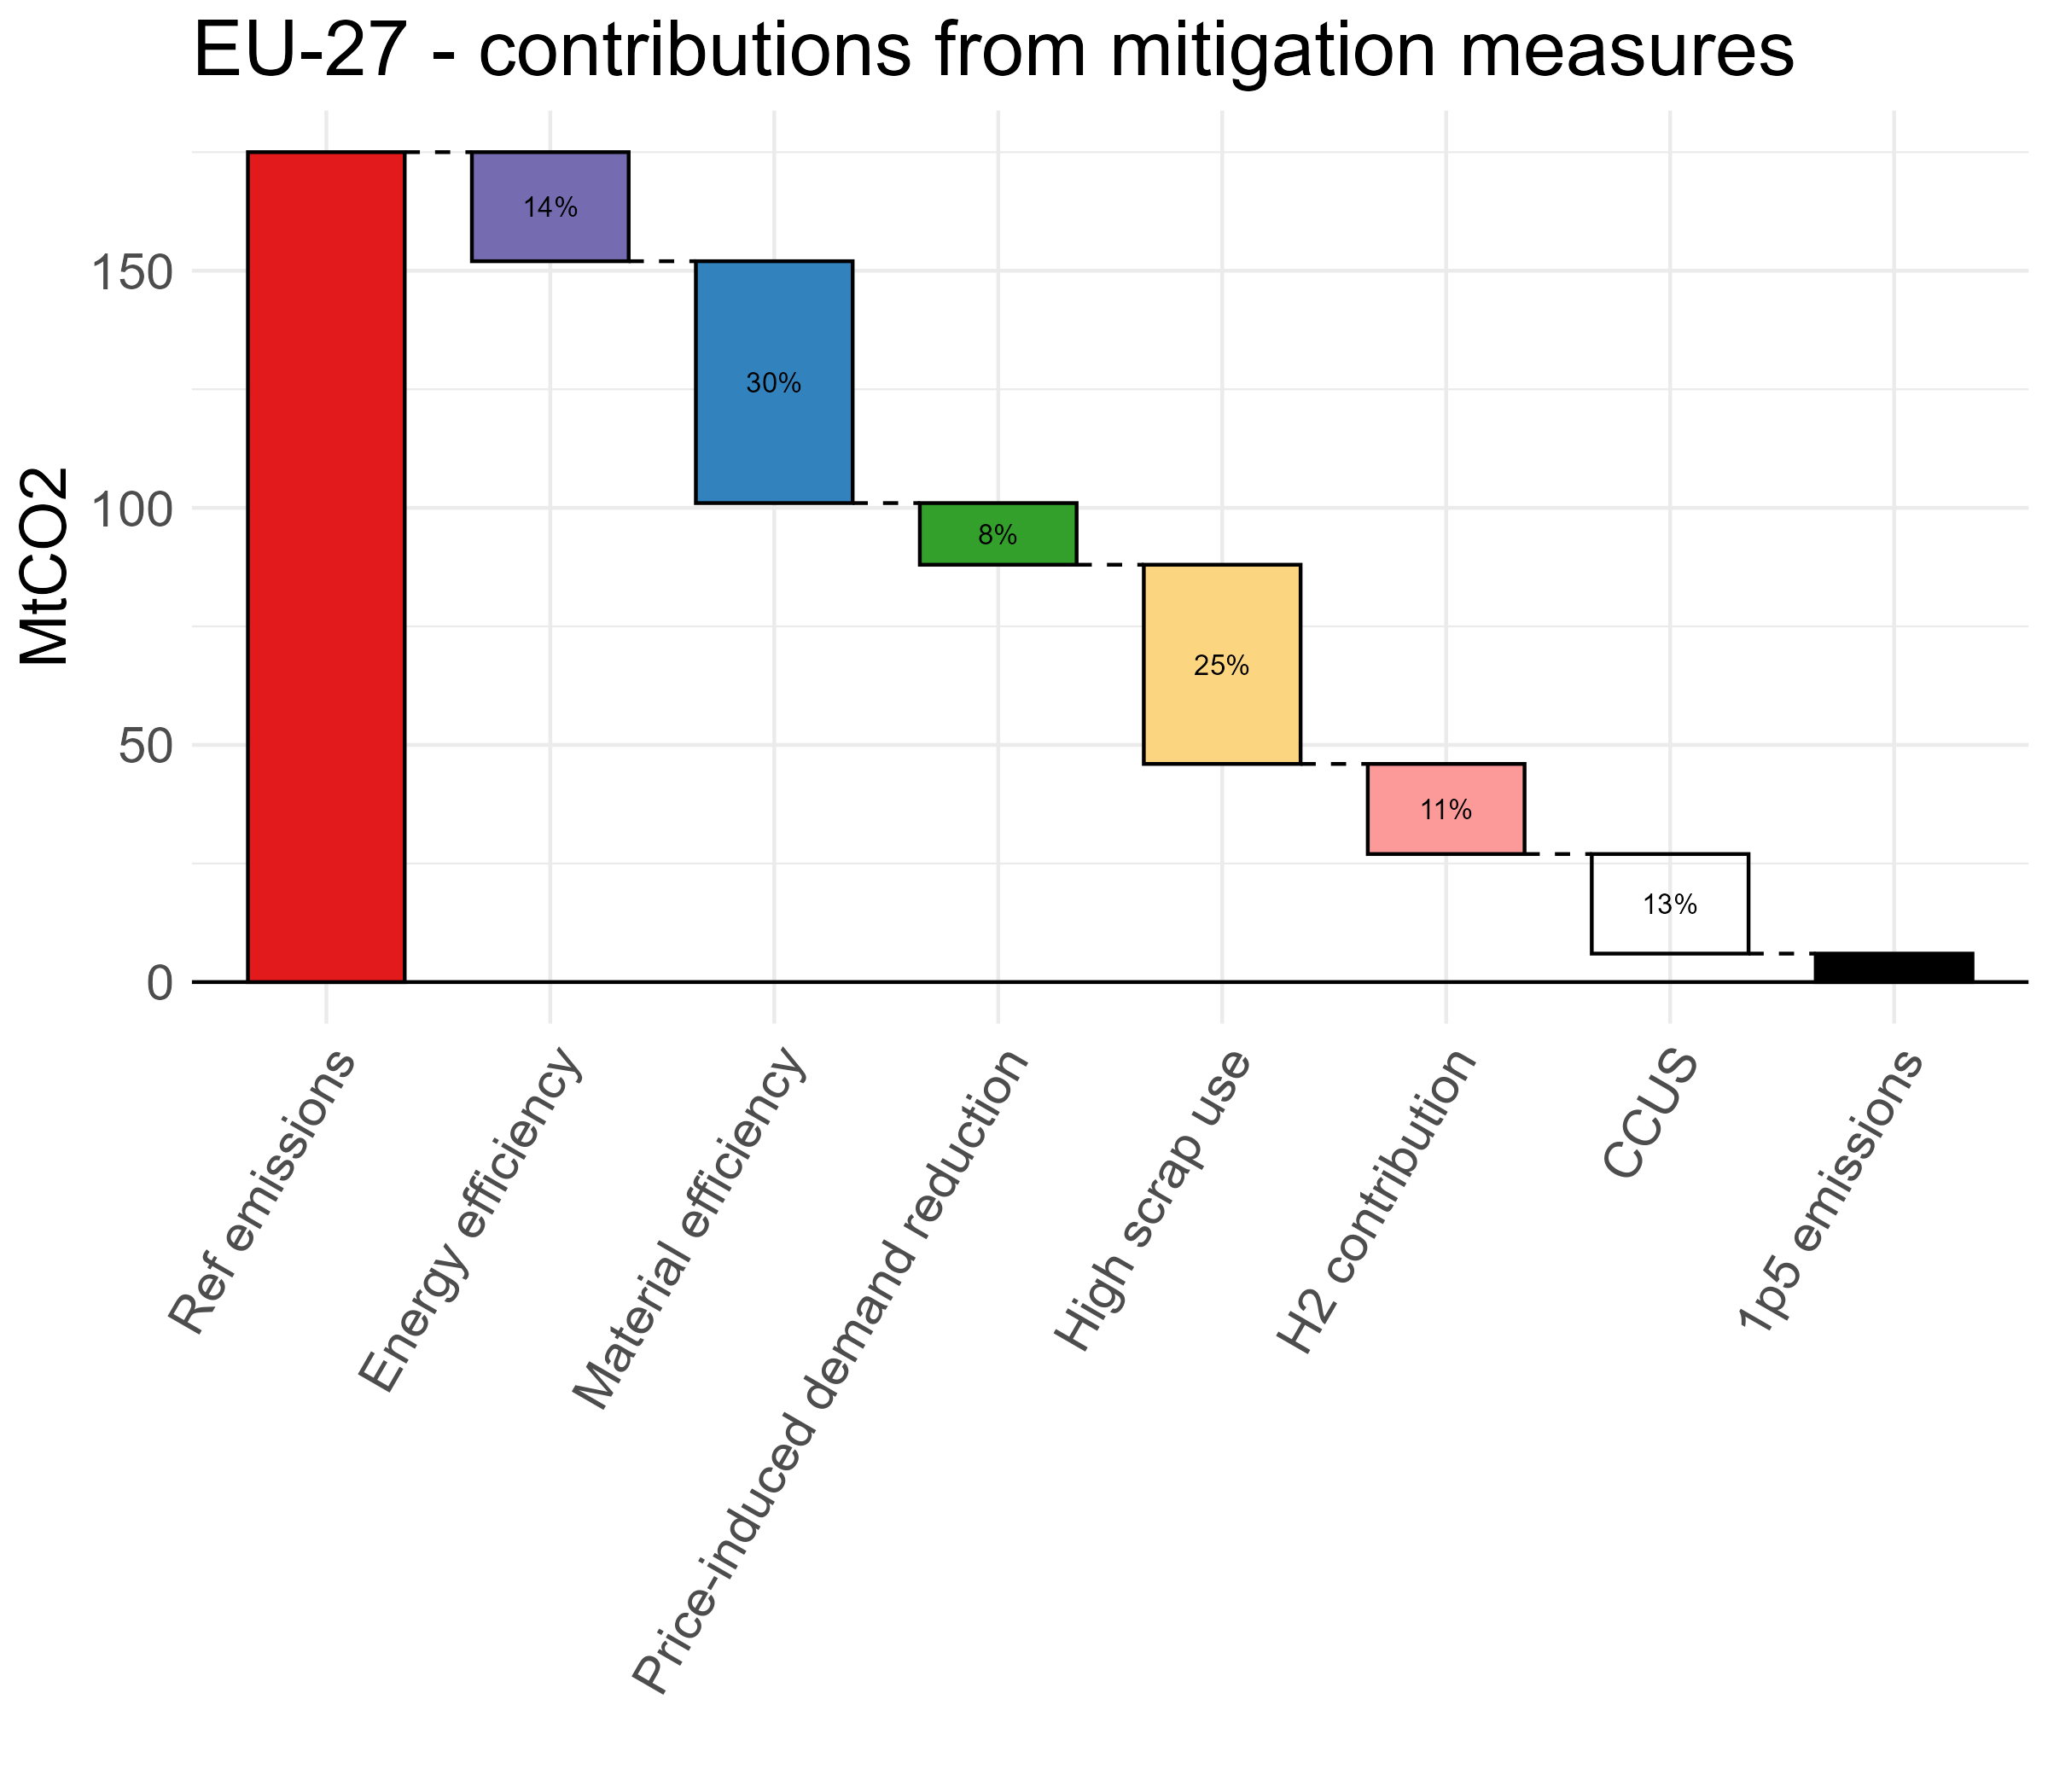 EU-27 - contributions from mitigation measures
MtCO2
150
100
50
0
14%
30%
8%
25%
11%
13%
Ref emissions
Energy efficiency
Material efficiency
Price-induced demand reduction
High scrap use
H2 contribution
CCUS
1p5 emissions